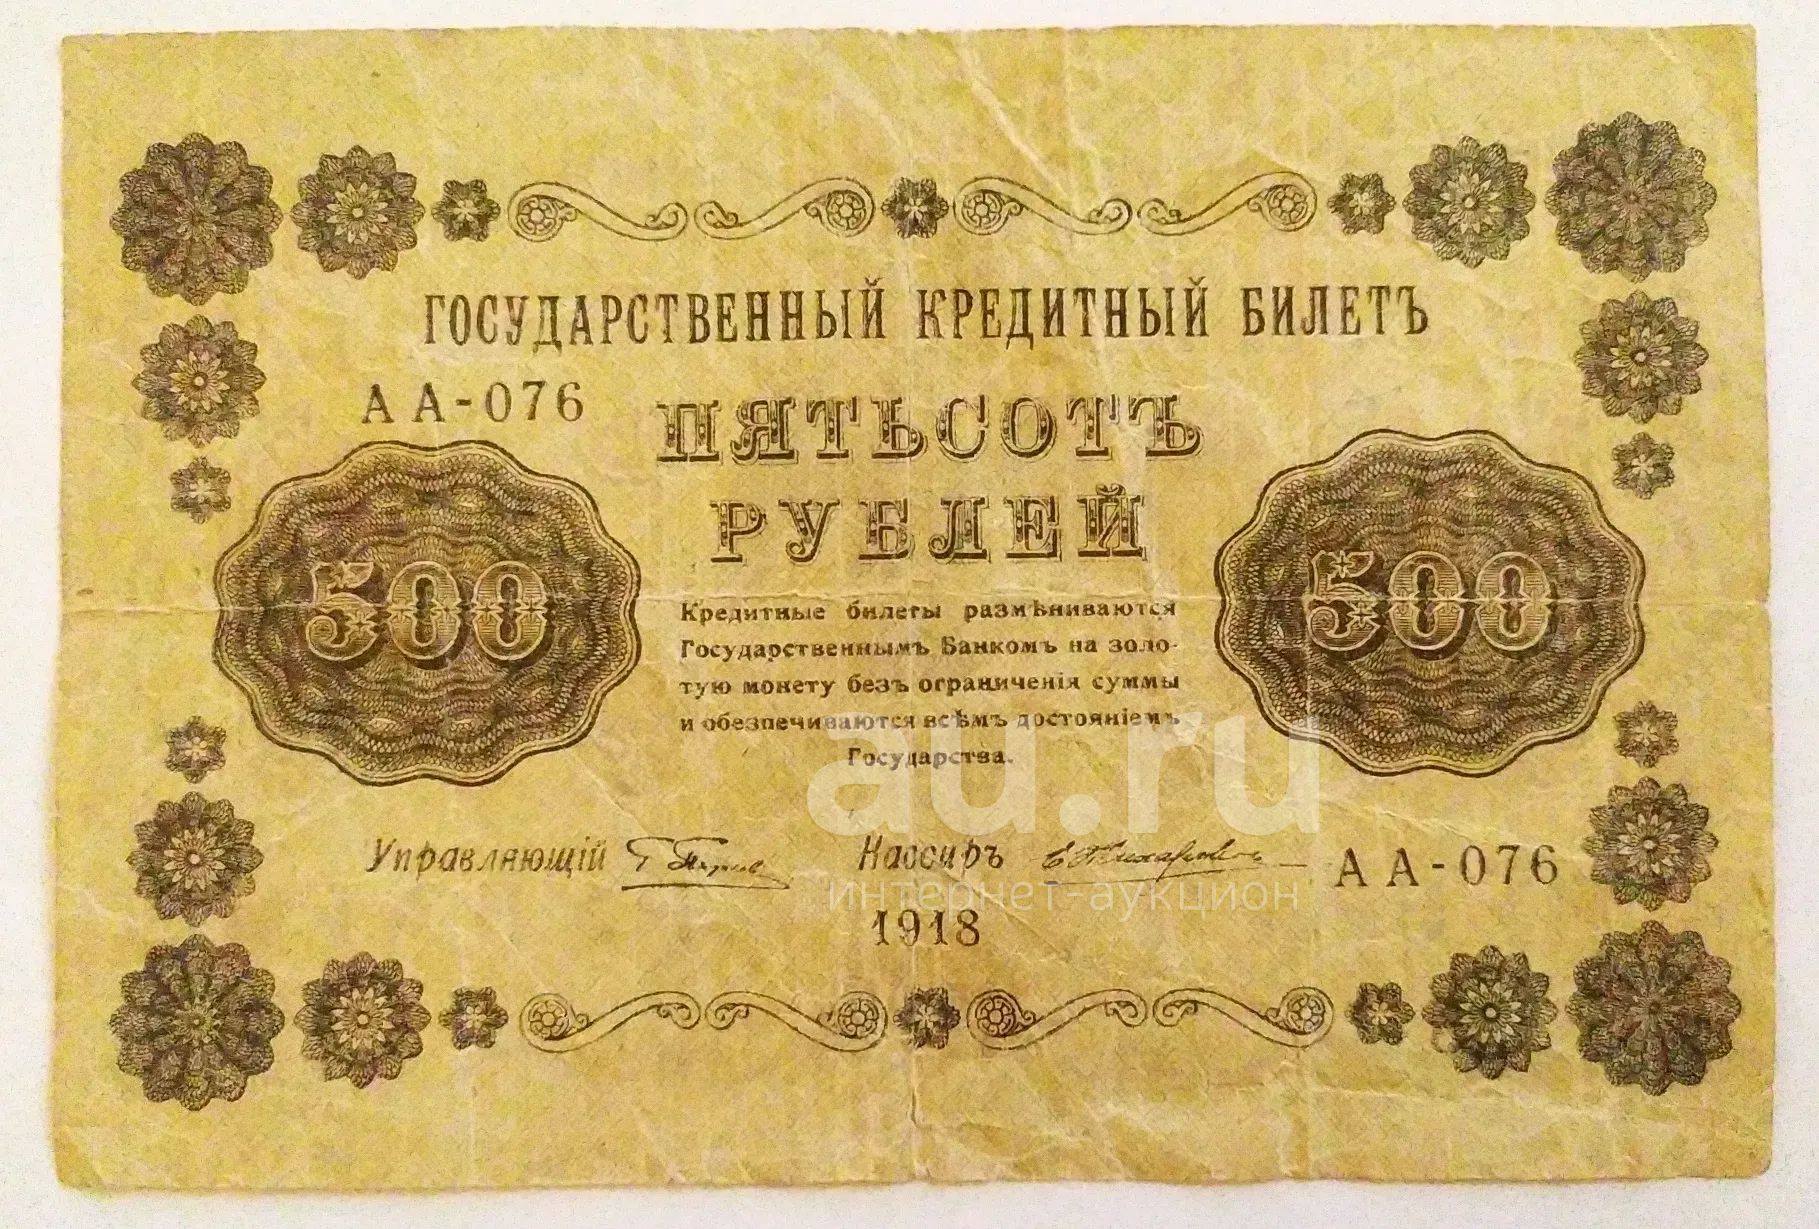 ГОСУДАРСТВЕННЫЙ КРЕДИТНЫЙ БИЛЕТЪ
АА-076
ПЯТЬСОТЪ
РУБЛЕЙ
500
500
Кредитные билеты размѣниваются
Государственнымъ Банкомъ на золо-
тую монету безъ ограниченія суммы
и обезпечиваются всѣмъ достояніемъ
Государства.
au.ru
Управляющій Кассиръ АА-076
интернет-аукцион
1918